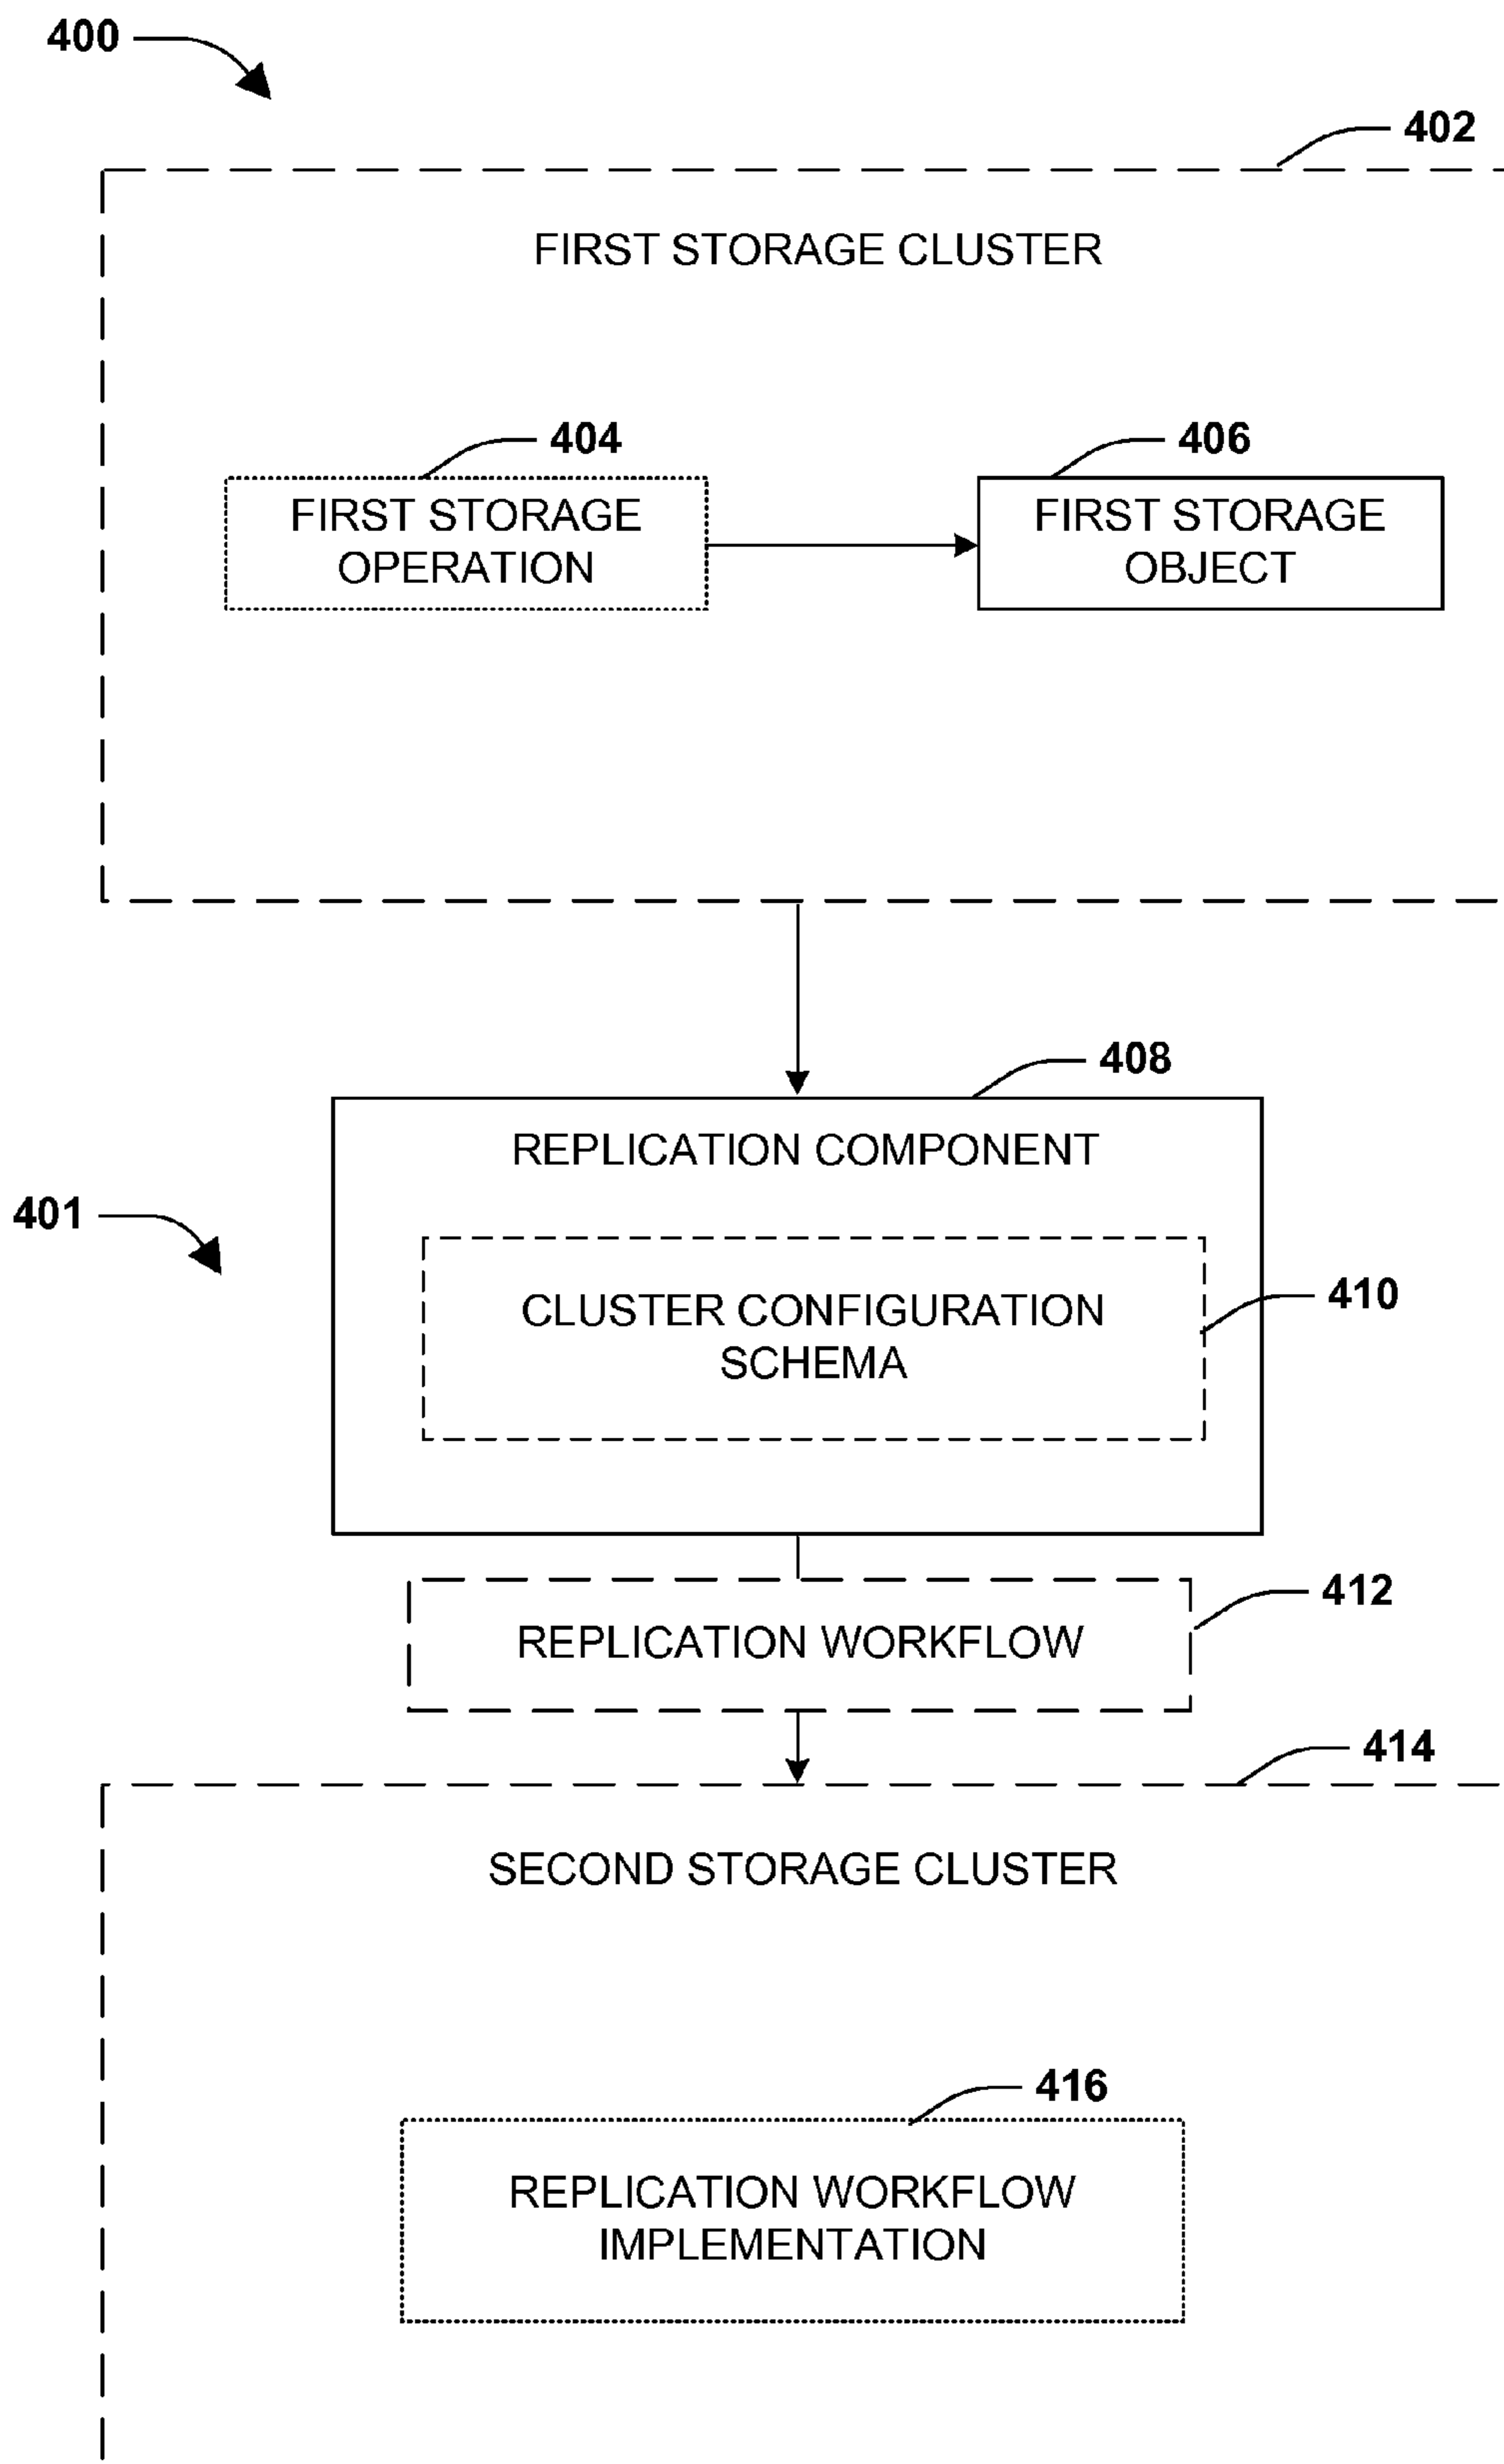 400
402
FIRST STORAGE CLUSTER
404
406
FIRST STORAGE
OPERATION
FIRST STORAGE
OBJECT
408
REPLICATION COMPONENT
401
410
CLUSTER CONFIGURATION
SCHEMA
412
REPLICATION WORKFLOW
414
SECOND STORAGE CLUSTER
416
REPLICATION WORKFLOW
IMPLEMENTATION